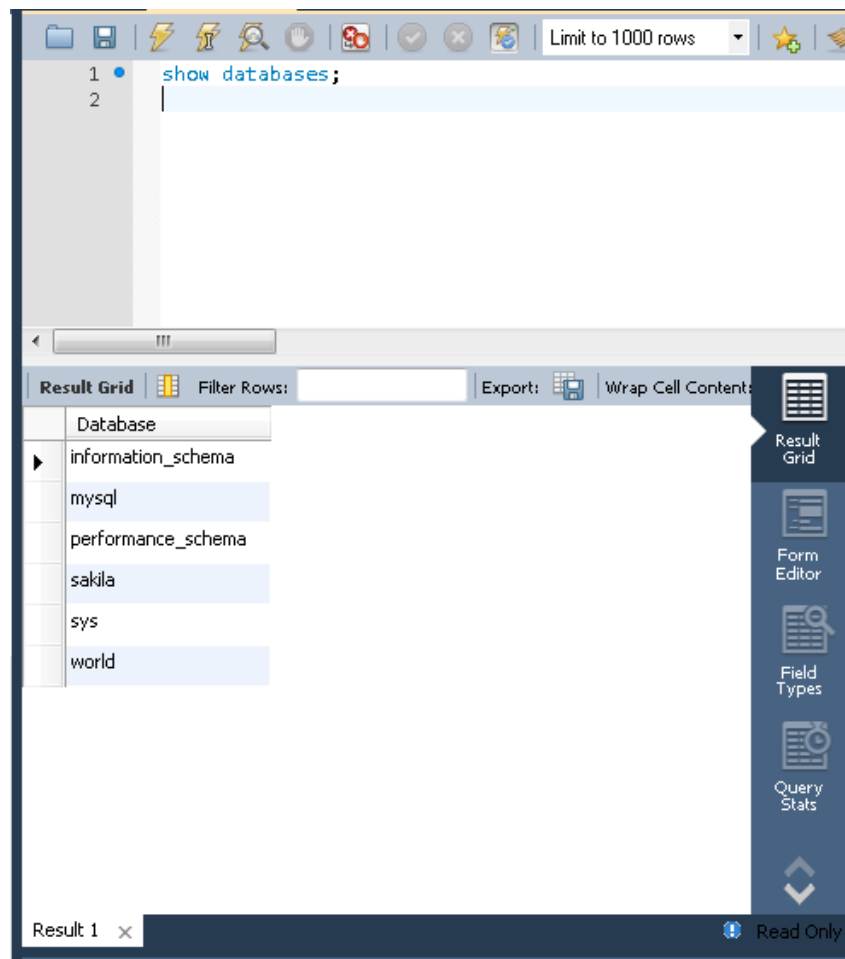 Limit to 1000 rows
1 show databases;
2
Result Grid Filter Rows: Export: Wrap Cell Content:
Database
information_schema
mysql
performance_schema
sakila
sys
world
Result
Grid
Form
Editor
Field
Types
Query
Stats
Result 1 Read Only